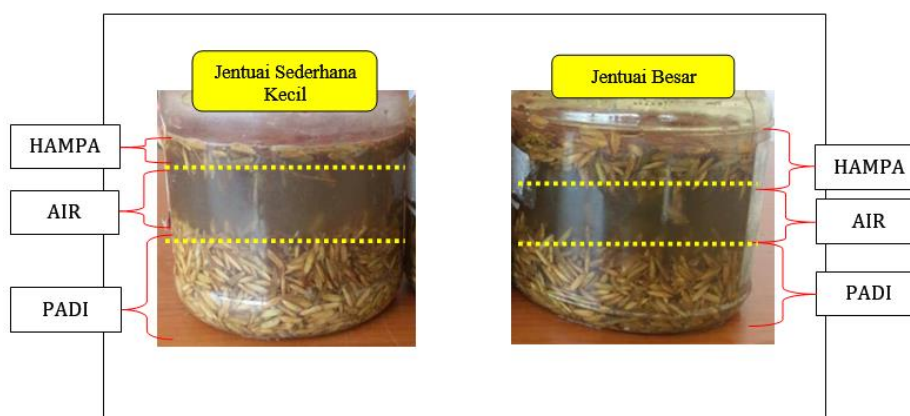 Jentuai Sederhana
Kecil
Jentuai Besar
HAMPA
AIR
PADI
HAMPA
AIR
PADI